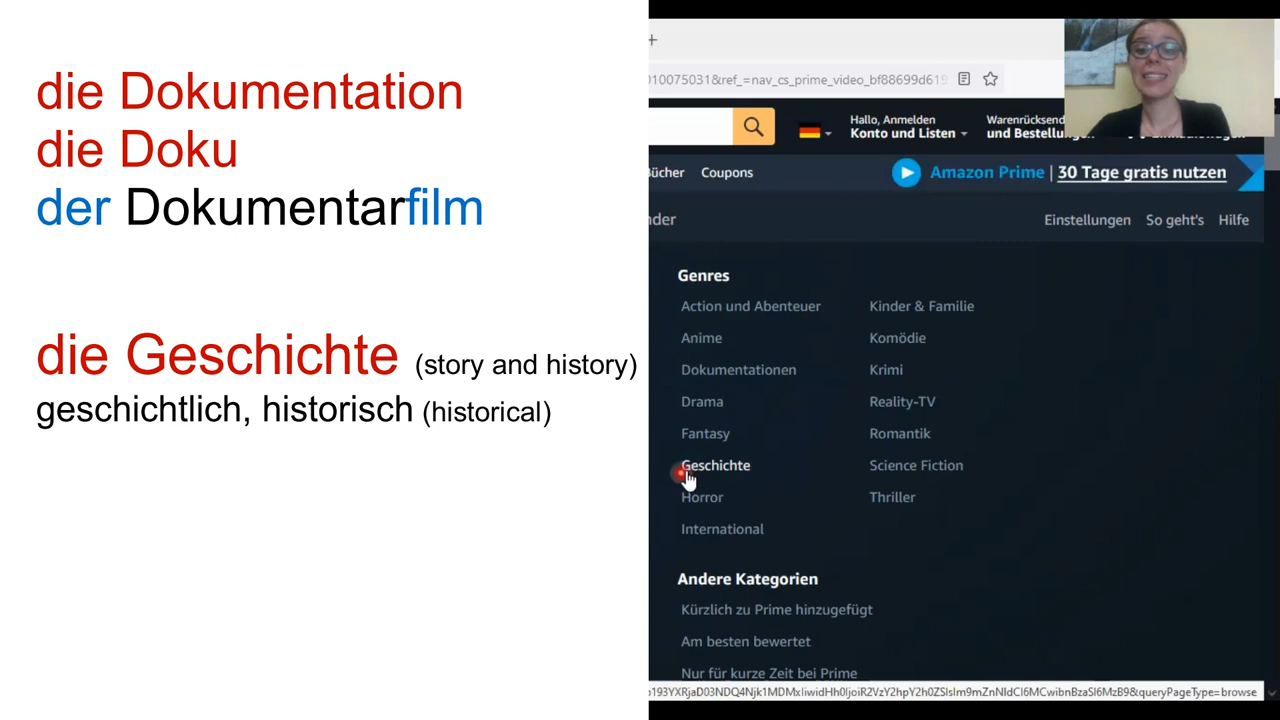 die Dokumentation
die Doku
der Dokumentarfilm
die Geschichte (story and history)
geschichtlich, historisch (historical)
Hallo, Anmelden
Konto und Listen
Warenrücksend
und Bestellungen
ücher Coupons
Amazon Prime | 30 Tage gratis nutzen
nder
Einstellungen So geht's Hilfe
Genres
Action und Abenteuer
Anime
Dokumentationen
Drama
Fantasy
Geschichte
Horror
International
Kinder & Familie
Komödie
Krimi
Reality-TV
Romantik
Science Fiction
Thriller
Andere Kategorien
Kürzlich zu Prime hinzugefügt
Am besten bewertet
Nur für kurze Zeit bei Prime